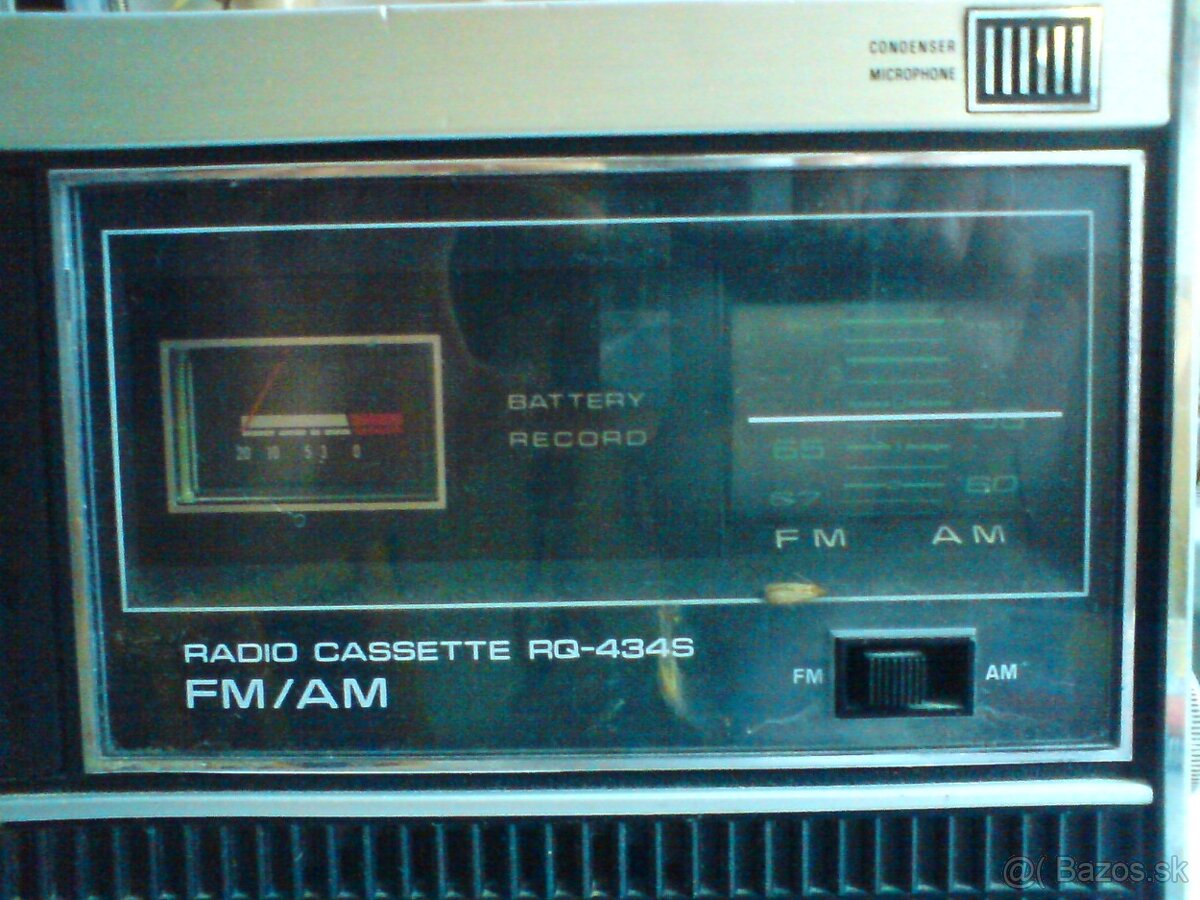 CONDENSER
MICROPHONE
BATTERY
RECORD
20 10 5 3 0
65
67 60
FM AM
RADIO CASSETTE RQ-434S
FM/AM
FM AM
@( Bazos.sk